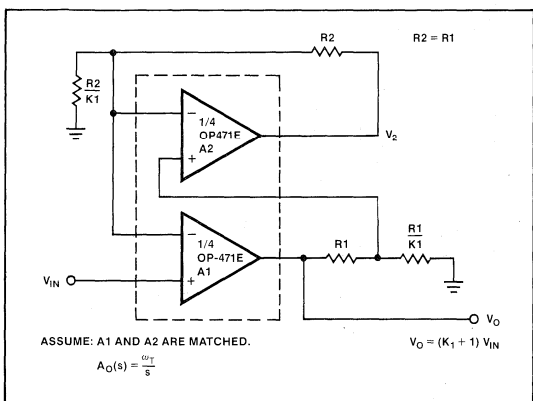 R2
R2 = R1
R2
K1
−
1/4
OP471E
A2
+
V2
−
1/4
OP-471E
A1
+
R1
R1
K1
VIN
VO
ASSUME: A1 AND A2 ARE MATCHED.
VO = (K1 + 1) VIN
AO(s) = ωT
s